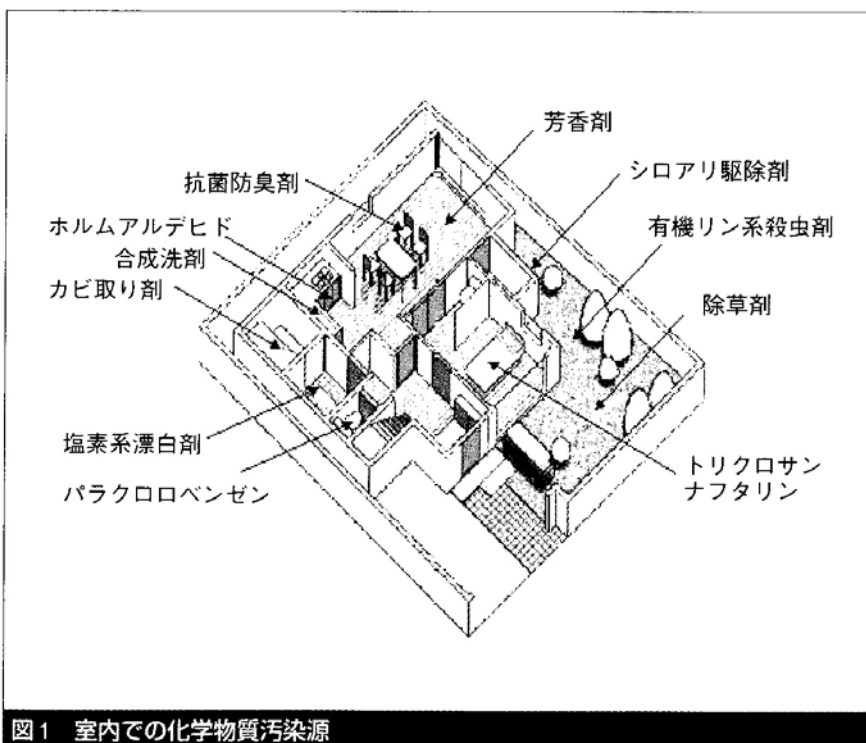 芳香剤
抗菌防臭剤
シロアリ駆除剤
ホルムアルデヒド
有機リン系殺虫剤
合成洗剤
カビ取り剤
除草剤
塩素系漂白剤
トリクロサン
ナフタリン
パラクロロベンゼン
図1 室内での化学物質汚染源